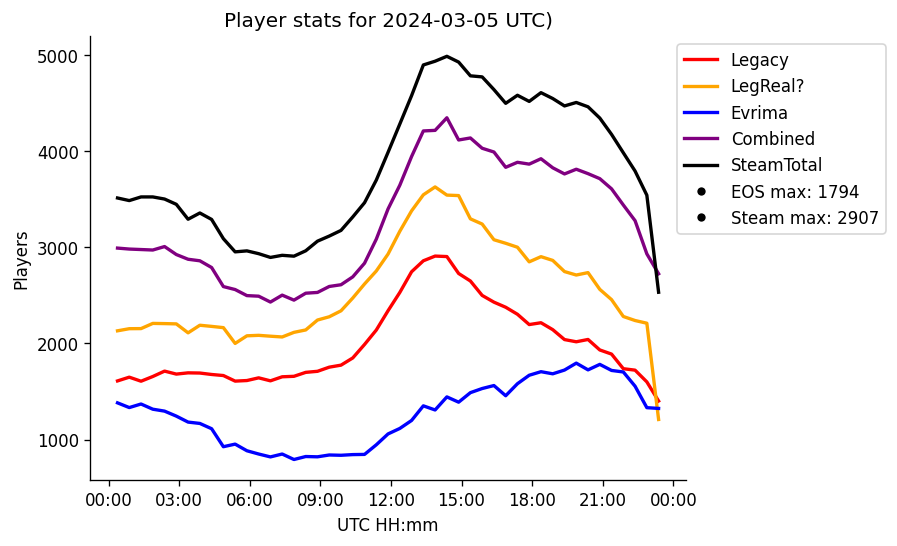 Player stats for 2024-03-05 UTC)
5000
4000
3000
2000
1000
Players
00:00 03:00 06:00 09:00 12:00 15:00 18:00 21:00 00:00
UTC HH:mm
Legacy
LegReal?
Evrima
Combined
SteamTotal
EOS max: 1794
Steam max: 2907